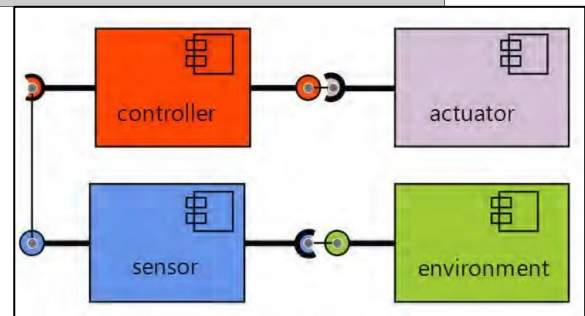 controller
actuator
sensor
environment